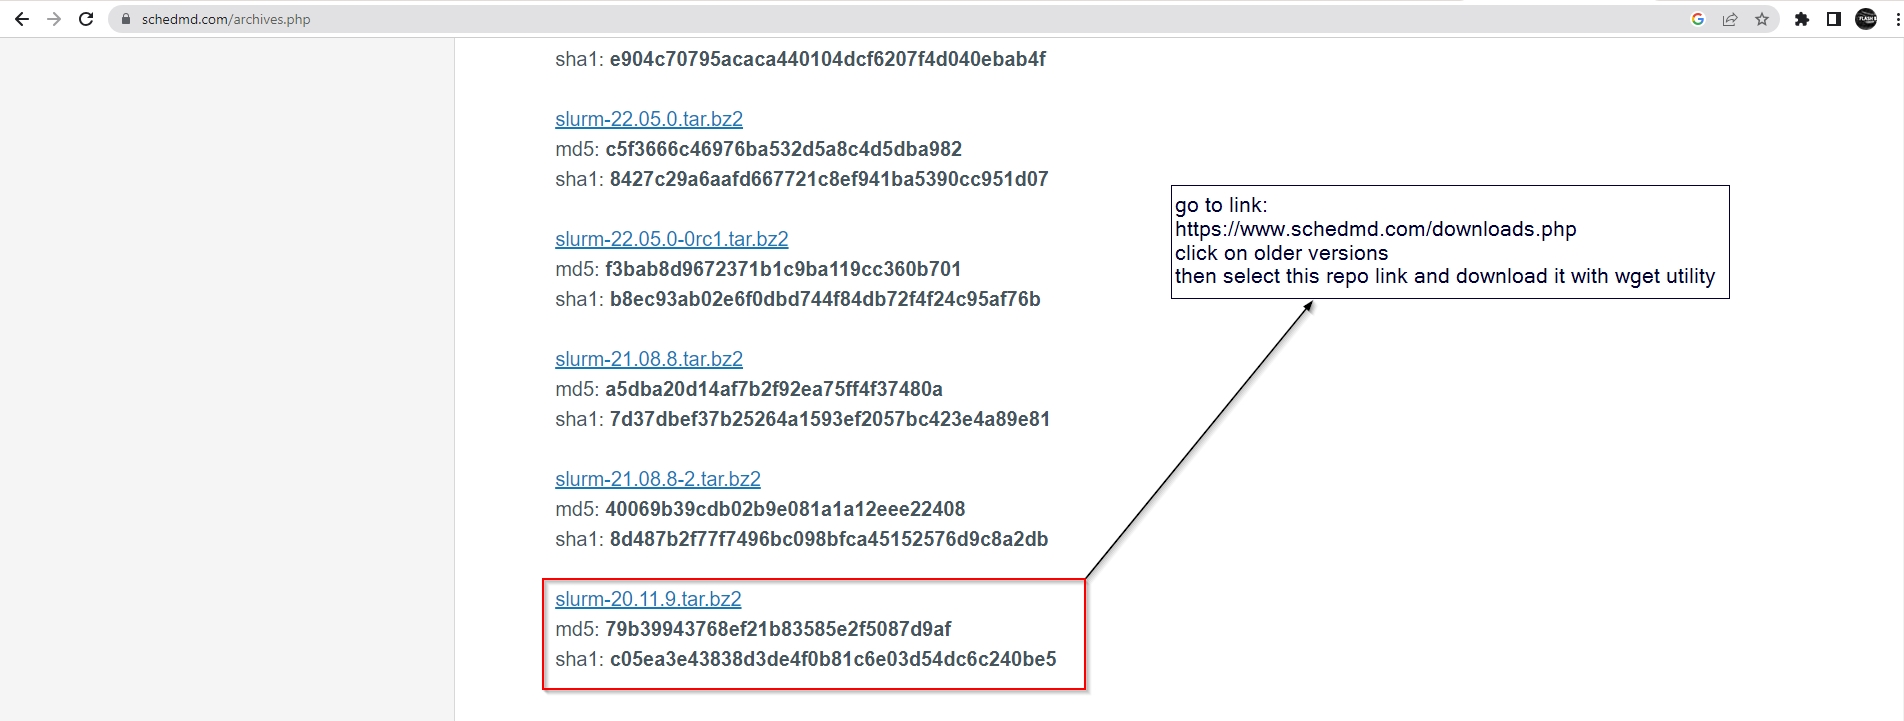 schedmd.com/archives.php
FLASH
sha1: e904c70795acaca440104dcf6207f4d040ebab4f
slurm-22.05.0.tar.bz2
md5: c5f3666c46976ba532d5a8c4d5dba982
sha1: 8427c29a6aafd667721c8ef941ba5390cc951d07
slurm-22.05.0-0rc1.tar.bz2
md5: f3bab8d9672371b1c9ba119cc360b701
sha1: b8ec93ab02e6f0dbd744f84db72f4f24c95af76b
slurm-21.08.8.tar.bz2
md5: a5dba20d14af7b2f92ea75ff4f37480a
sha1: 7d37dbef37b25264a1593ef2057bc423e4a89e81
slurm-21.08.8-2.tar.bz2
md5: 40069b39cdb02b9e081a1a12eee22408
sha1: 8d487b2f77f7496bc098bfca45152576d9c8a2db
slurm-20.11.9.tar.bz2
md5: 79b39943768ef21b83585e2f5087d9af
sha1: c05ea3e43838d3de4f0b81c6e03d54dc6c240be5
go to link:
https://www.schedmd.com/downloads.php
click on older versions
then select this repo link and download it with wget utility